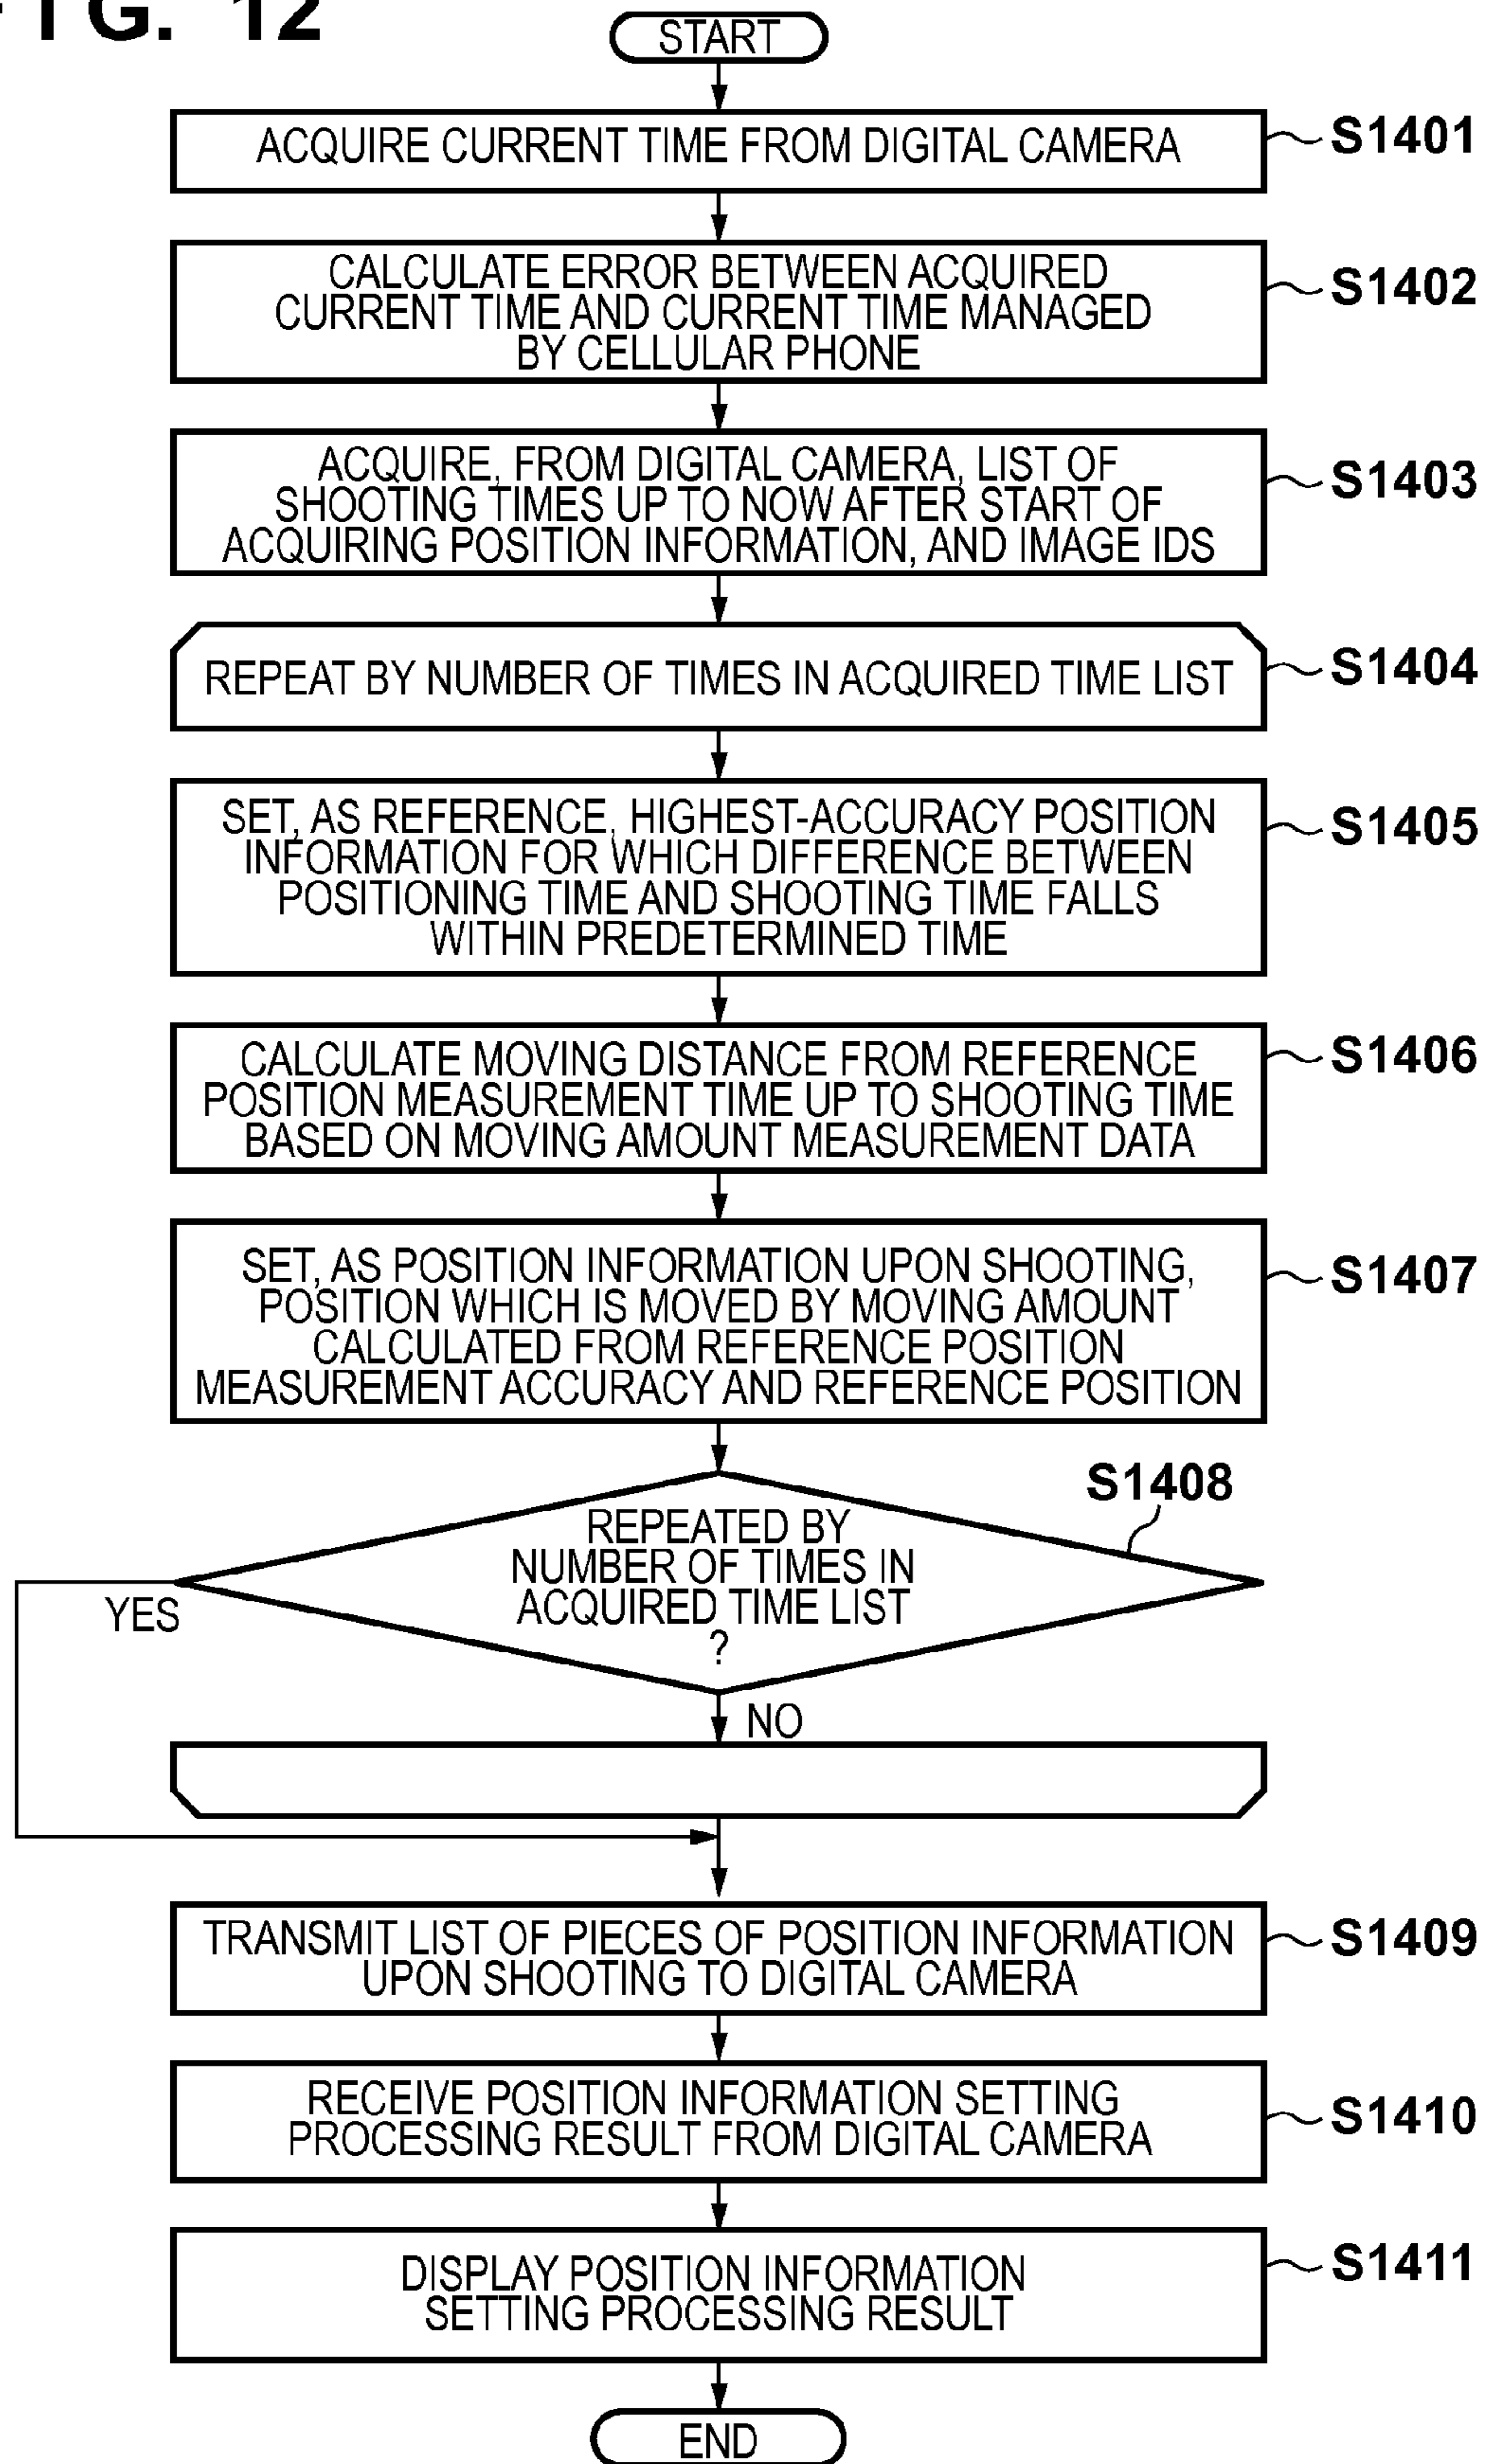 FIG. 12
START
ACQUIRE CURRENT TIME FROM DIGITAL CAMERA
S1401
CALCULATE ERROR BETWEEN ACQUIRED
CURRENT TIME AND CURRENT TIME MANAGED
BY CELLULAR PHONE
S1402
ACQUIRE, FROM DIGITAL CAMERA, LIST OF
SHOOTING TIMES UP TO NOW AFTER START OF
ACQUIRING POSITION INFORMATION, AND IMAGE IDS
S1403
REPEAT BY NUMBER OF TIMES IN ACQUIRED TIME LIST
S1404
SET, AS REFERENCE, HIGHEST-ACCURACY POSITION
INFORMATION FOR WHICH DIFFERENCE BETWEEN
POSITIONING TIME AND SHOOTING TIME FALLS
WITHIN PREDETERMINED TIME
S1405
CALCULATE MOVING DISTANCE FROM REFERENCE
POSITION MEASUREMENT TIME UP TO SHOOTING TIME
BASED ON MOVING AMOUNT MEASUREMENT DATA
S1406
SET, AS POSITION INFORMATION UPON SHOOTING,
POSITION WHICH IS MOVED BY MOVING AMOUNT
CALCULATED FROM REFERENCE POSITION
MEASUREMENT ACCURACY AND REFERENCE POSITION
S1407
S1408
REPEATED BY
NUMBER OF TIMES IN
ACQUIRED TIME LIST
?
YES
NO
TRANSMIT LIST OF PIECES OF POSITION INFORMATION
UPON SHOOTING TO DIGITAL CAMERA
S1409
RECEIVE POSITION INFORMATION SETTING
PROCESSING RESULT FROM DIGITAL CAMERA
S1410
DISPLAY POSITION INFORMATION
SETTING PROCESSING RESULT
S1411
END